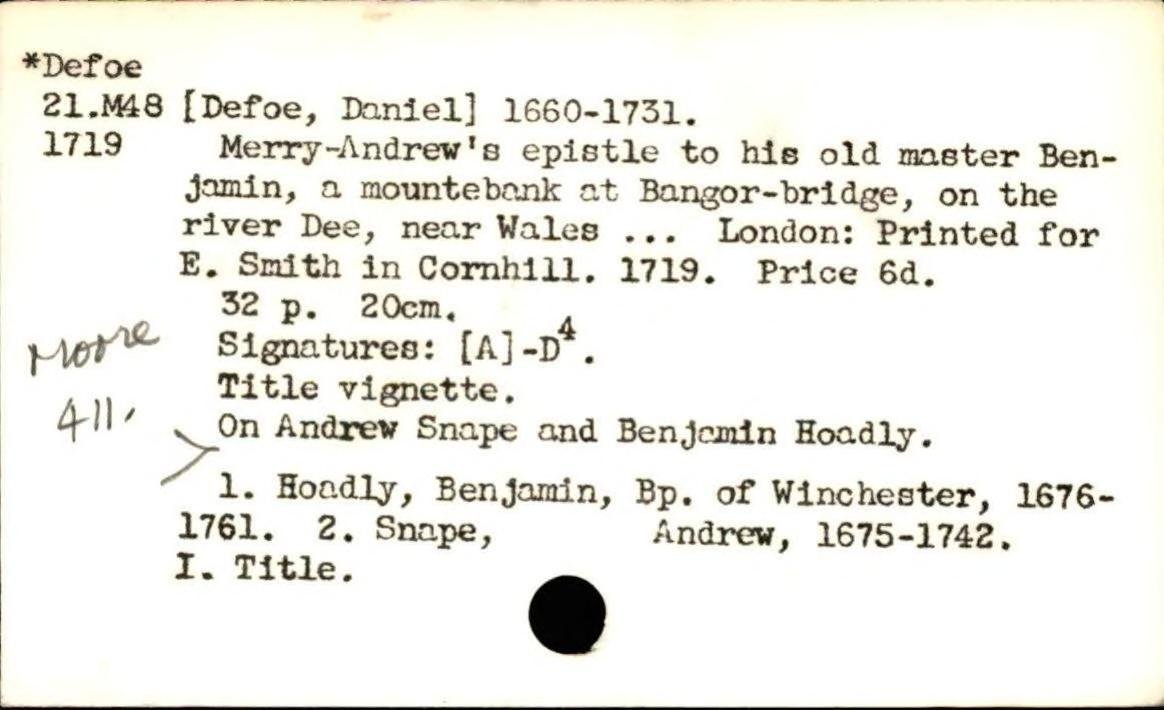 *Defoe
21.M48 [Defoe, Daniel] 1660-1731.
1719 Merry-Andrew's epistle to his old master Ben-
jamin, a mountebank at Bangor-bridge, on the
river Dee, near Wales ... London: Printed for
E. Smith in Cornhill. 1719. Price 6d.
32 p. 20cm.
Signatures: [A]-D⁴.
Title vignette.
On Andrew Snape and Benjamin Hoadly.
Moore
411.
1. Hoadly, Benjamin, Bp. of Winchester, 1676-
1761. 2. Snape, Andrew, 1675-1742.
I. Title.